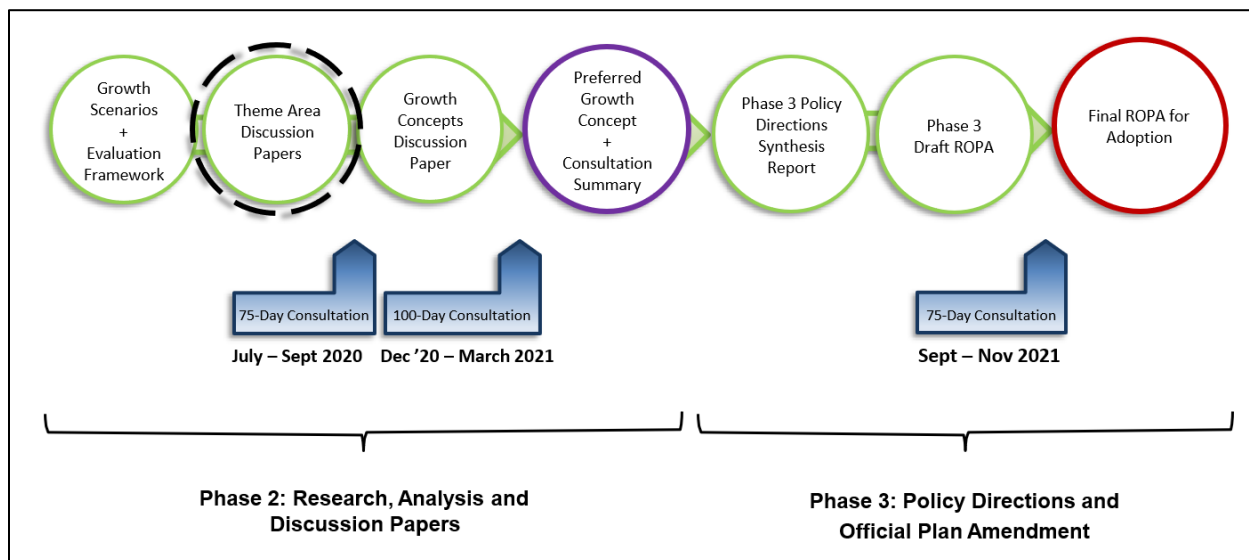 Growth
Scenarios
+
Evaluation
Framework
Theme Area
Discussion
Papers
Growth
Concepts
Discussion
Paper
Preferred
Growth
Concept
+
Consultation
Summary
Phase 3 Policy
Directions
Synthesis
Report
Phase 3
Draft ROPA
Final ROPA for
Adoption
75-Day Consultation
100-Day Consultation
75-Day Consultation
July – Sept 2020
Dec '20 – March 2021
Sept – Nov 2021
Phase 2: Research, Analysis and
Discussion Papers
Phase 3: Policy Directions and
Official Plan Amendment